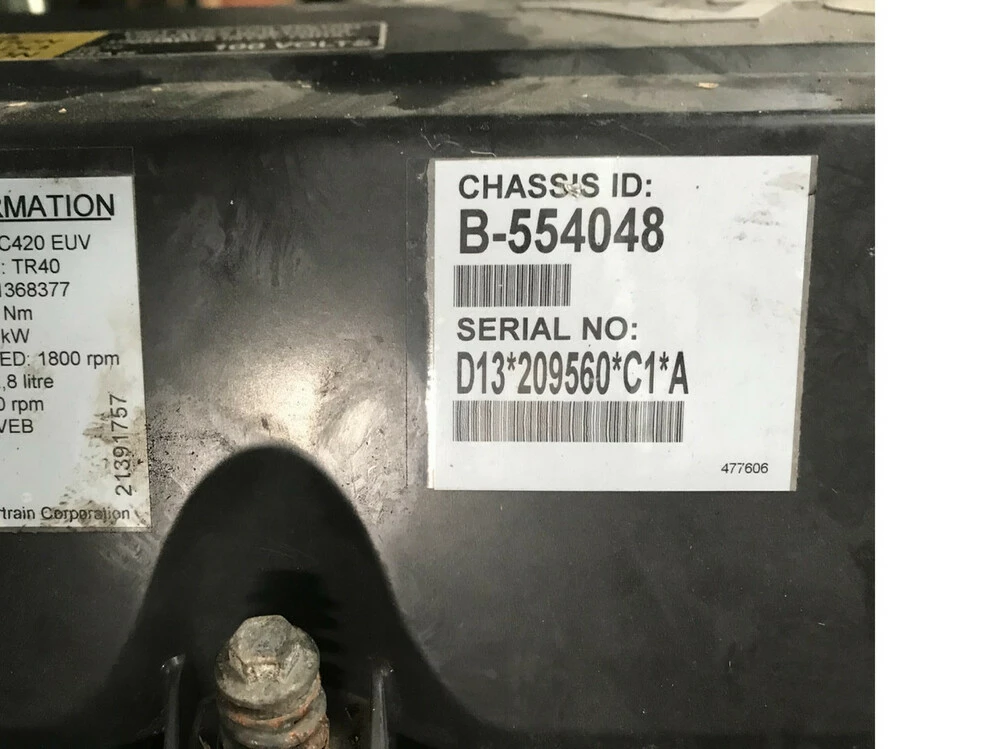 700 VOLTS
RMATION
C420 EUV
: TR40
1368377
Nm
kW
ED: 1800 rpm
,8 litre
0 rpm
VEB
21391757
rtrain Corporation
CHASSIS ID:
B-554048
SERIAL NO:
D13*209560*C1*A
477606